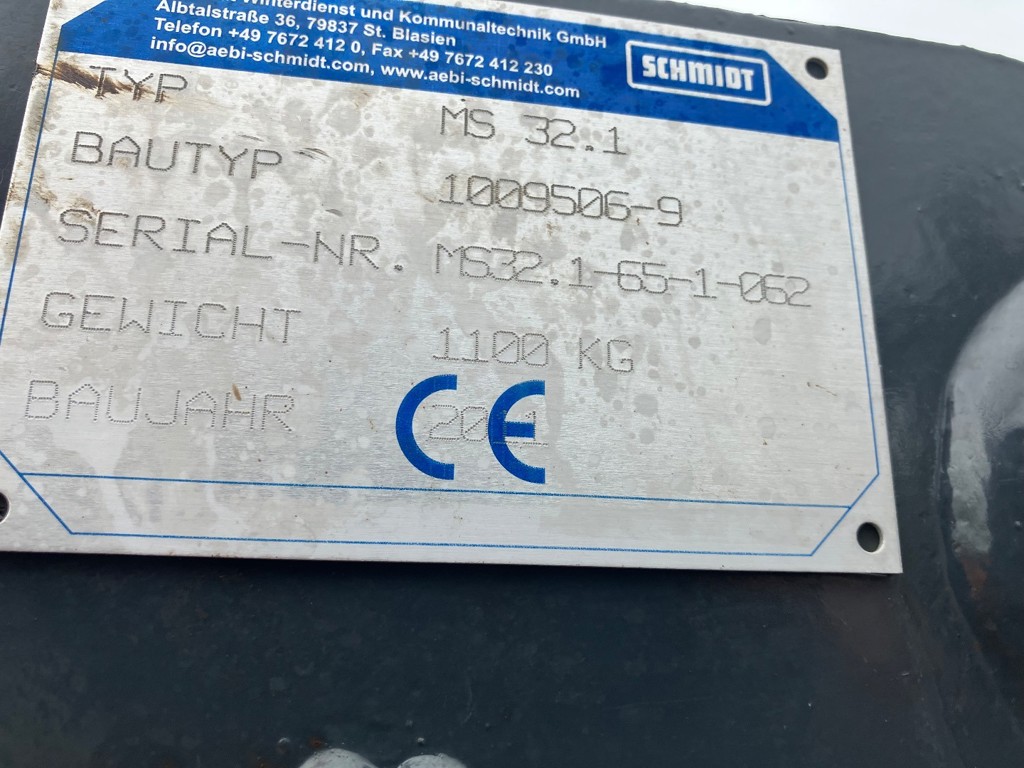 Winterdienst und Kommunaltechnik GmbH
Albtalstraße 36, 79837 St. Blasien
Telefon +49 7672 412 0, Fax +49 7672 412 230
info@aebi-schmidt.com, www.aebi-schmidt.com
SCHMIDT
TYP MS 32.1
BAUTYP 1009506-9
SERIAL-NR. MS32.1-65-1-062
GEWICHT 1100 KG
BAUJAHR
CE